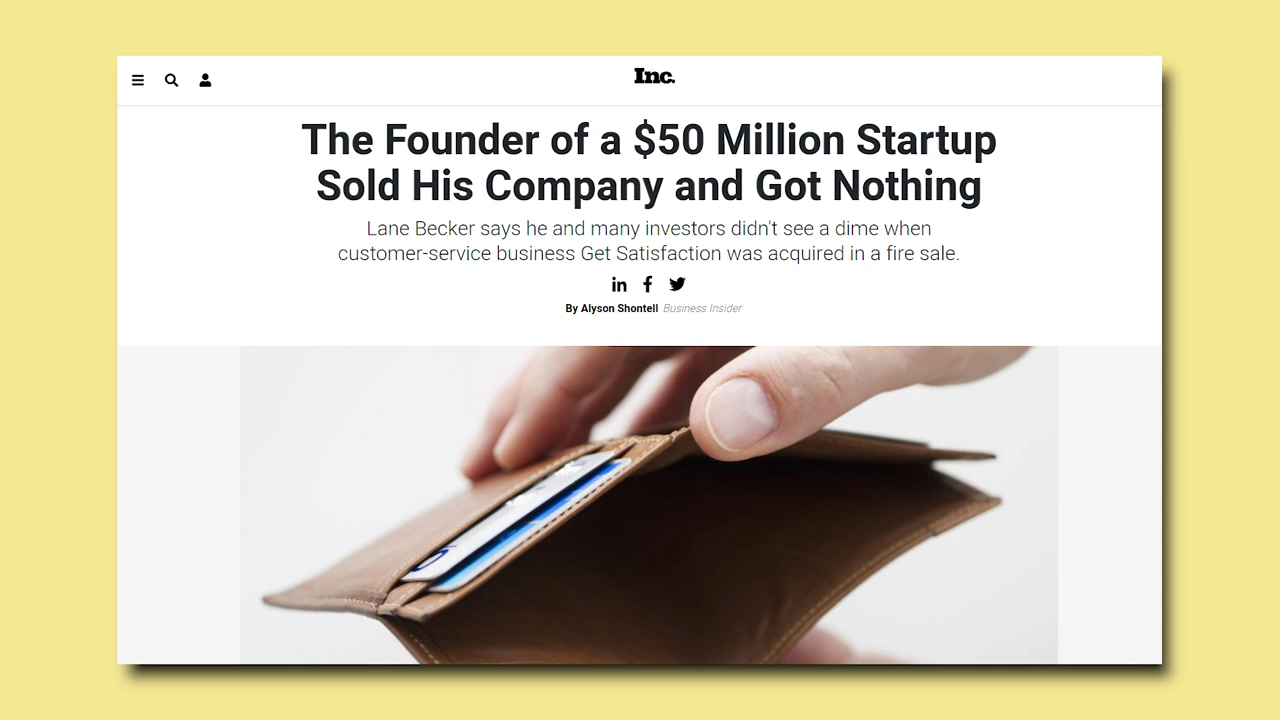 Inc.
The Founder of a $50 Million Startup
Sold His Company and Got Nothing
Lane Becker says he and many investors didn't see a dime when
customer-service business Get Satisfaction was acquired in a fire sale.
By Alyson Shontell Business Insider